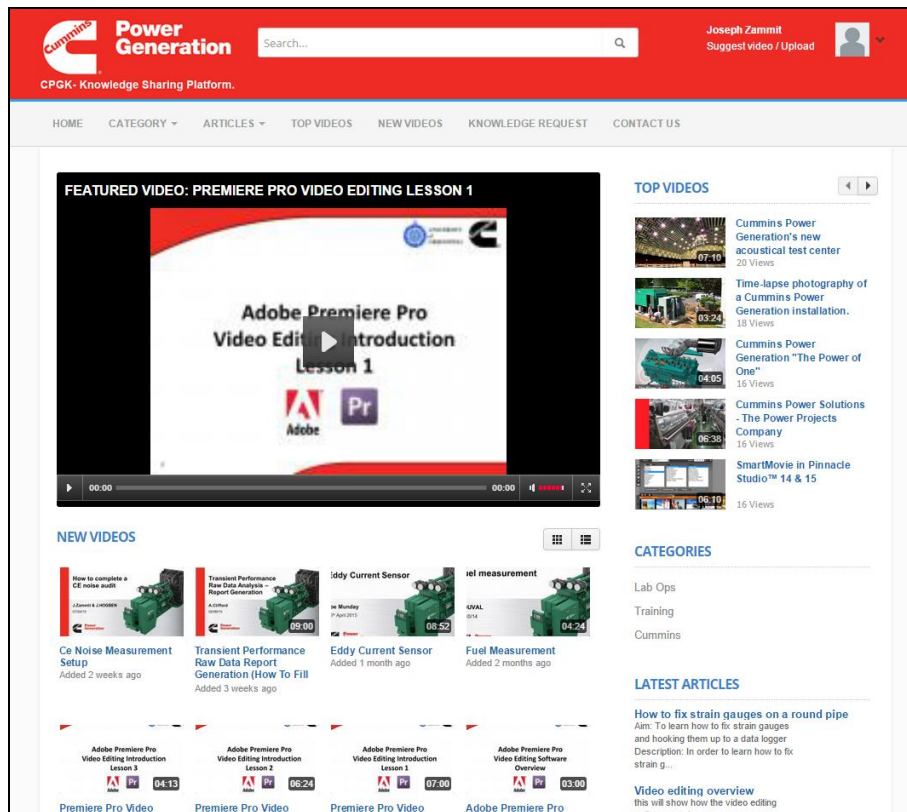 Cummins
Power
Generation
CPGK- Knowledge Sharing Platform.
Search...
Joseph Zammit
Suggest video / Upload
HOME CATEGORY ARTICLES TOP VIDEOS NEW VIDEOS KNOWLEDGE REQUEST CONTACT US
FEATURED VIDEO: PREMIERE PRO VIDEO EDITING LESSON 1
Adobe Premiere Pro
Video Editing Introduction
Lesson 1
Adobe
Pr
00:00 00:00
TOP VIDEOS
07:10
Cummins Power
Generation's new
acoustical test center
20 Views
03:24
Time-lapse photography of
a Cummins Power
Generation installation.
18 Views
04:05
Cummins Power
Generation "The Power of
One"
16 Views
06:38
Cummins Power Solutions
- The Power Projects
Company
16 Views
06:10
SmartMovie in Pinnacle
Studio™ 14 & 15
16 Views
NEW VIDEOS
How to complete a
CE noise audit
Ce Noise Measurement
Setup
Added 2 weeks ago
Transient Performance
Raw Data Analysis –
Report Generation
A.Clifford
09:00
Transient Performance
Raw Data Report
Generation (How To Fill
Added 3 weeks ago
Eddy Current Sensor
April 2015
08:52
Eddy Current Sensor
Added 1 month ago
uel measurement
04:24
Fuel Measurement
Added 2 months ago
CATEGORIES
Lab Ops
Training
Cummins
LATEST ARTICLES
How to fix strain gauges on a round pipe
Aim: To learn how to fix strain gauges
and hooking them up to a data logger
Description: In order to learn how to fix
strain g...
Video editing overview
this will show how the video editing
Adobe Premiere Pro
Video Editing Introduction
Lesson 3
Adobe Pr 04:13
Premiere Pro Video
Adobe Premiere Pro
Video Editing Introduction
Lesson 2
Adobe Pr 06:24
Premiere Pro Video
Adobe Premiere Pro
Video Editing Introduction
Lesson 1
Adobe Pr 07:00
Premiere Pro Video
Adobe Premiere Pro
Video Editing Software
Overview
Adobe Pr 03:00
Adobe Premiere Pro